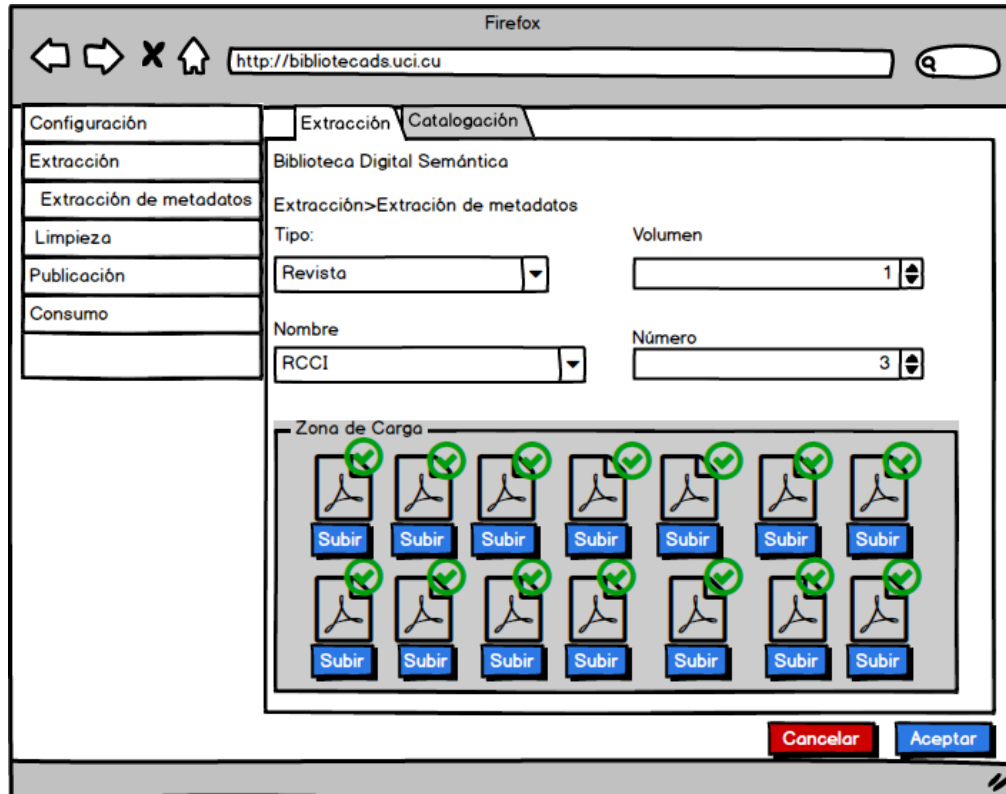 Firefox
http://bibliotecads.uci.cu
Configuración
Extracción
Extracción de metadatos
Limpieza
Publicación
Consumo
Extracción Catalogación
Biblioteca Digital Semántica
Extracción>Extración de metadatos
Tipo: Volumen
Revista 1
Nombre Número
RCCI 3
Zona de Carga
Subir Subir Subir Subir Subir Subir Subir
Subir Subir Subir Subir Subir Subir Subir
Cancelar Aceptar